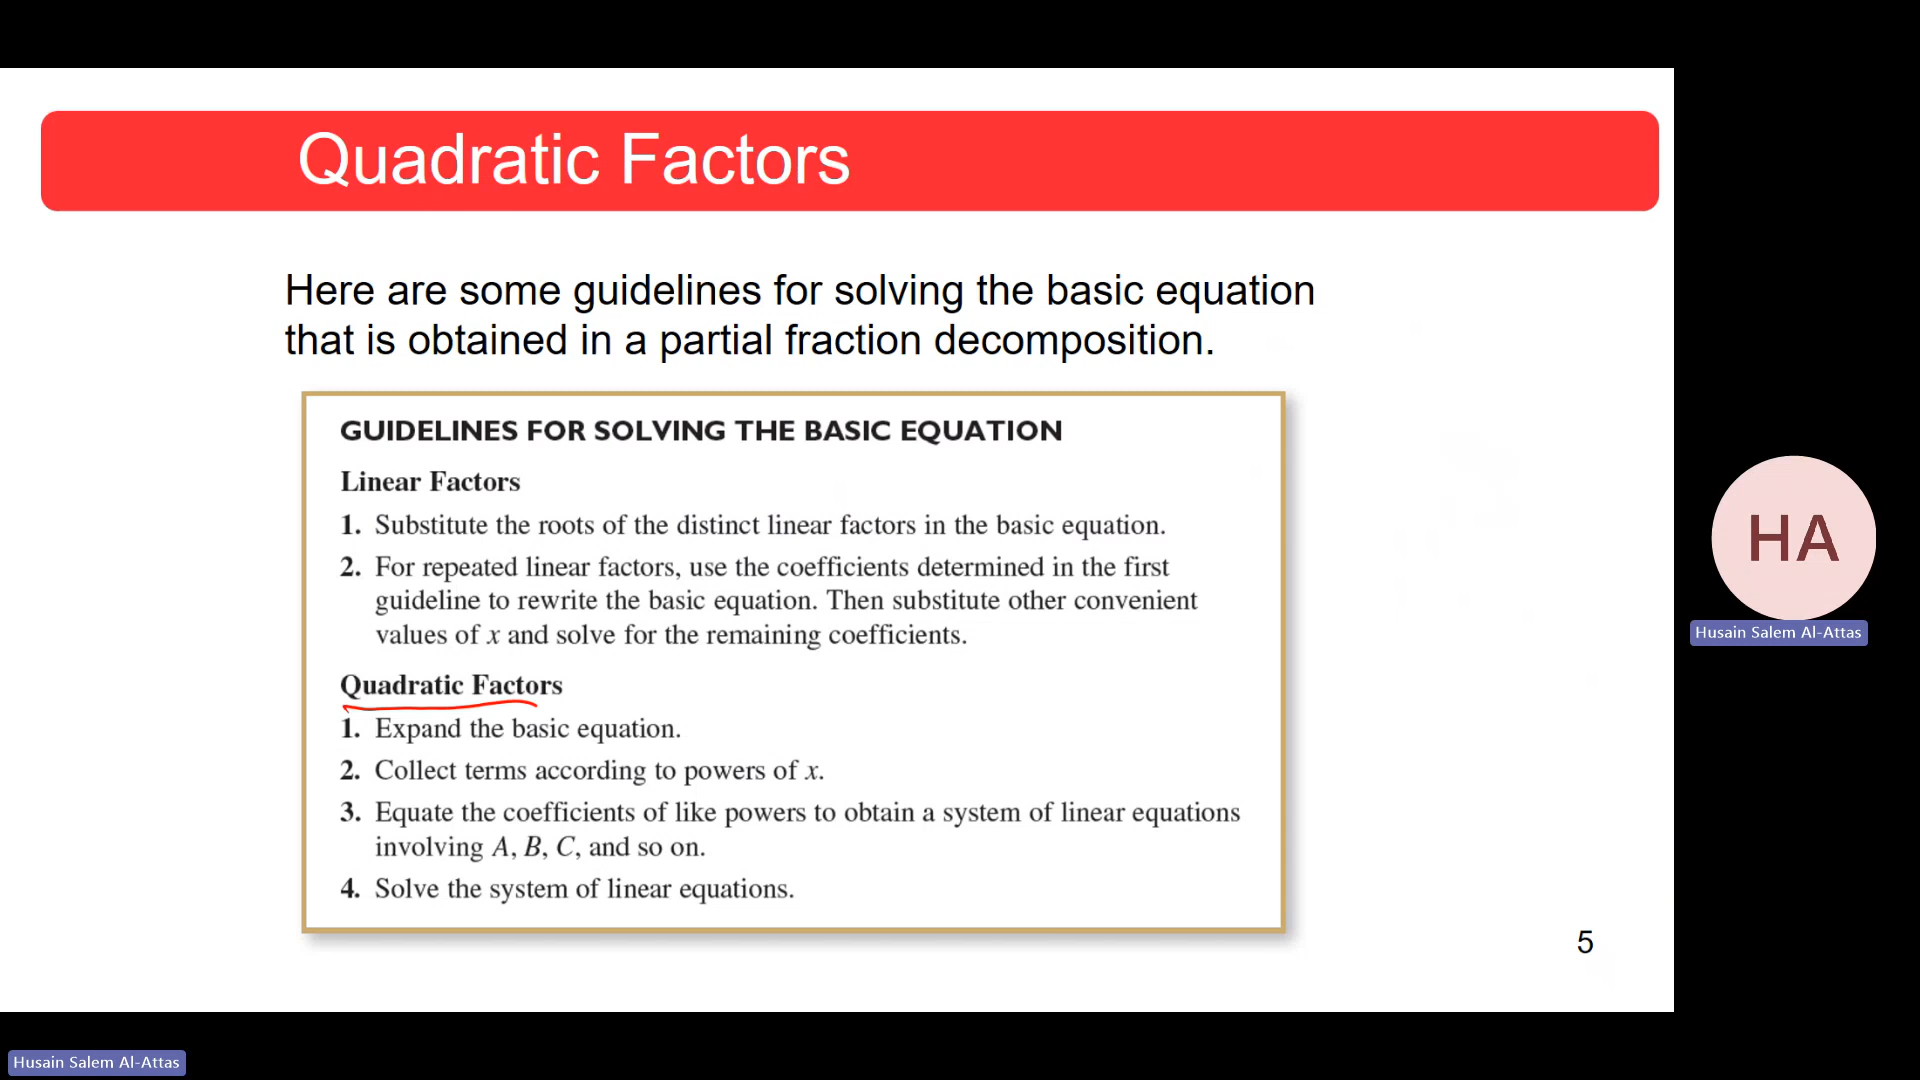 Quadratic Factors
Here are some guidelines for solving the basic equation
that is obtained in a partial fraction decomposition.
GUIDELINES FOR SOLVING THE BASIC EQUATION
Linear Factors
1. Substitute the roots of the distinct linear factors in the basic equation.
2. For repeated linear factors, use the coefficients determined in the first
guideline to rewrite the basic equation. Then substitute other convenient
values of x and solve for the remaining coefficients.
Quadratic Factors
1. Expand the basic equation.
2. Collect terms according to powers of x.
3. Equate the coefficients of like powers to obtain a system of linear equations
involving A, B, C, and so on.
4. Solve the system of linear equations.
5
HA
Husain Salem Al-Attas
Husain Salem Al-Attas